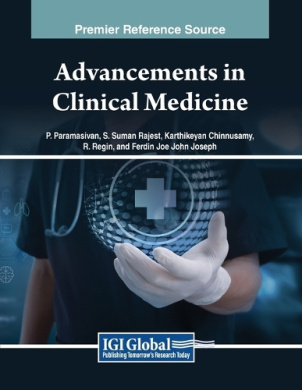 Premier Reference Source
Advancements in
Clinical Medicine
P. Paramasivan, S. Suman Rajest, Karthikeyan Chinnusamy,
R. Regin, and Ferdin Joe John Joseph
IGI Global
Publishing Tomorrow's Research Today